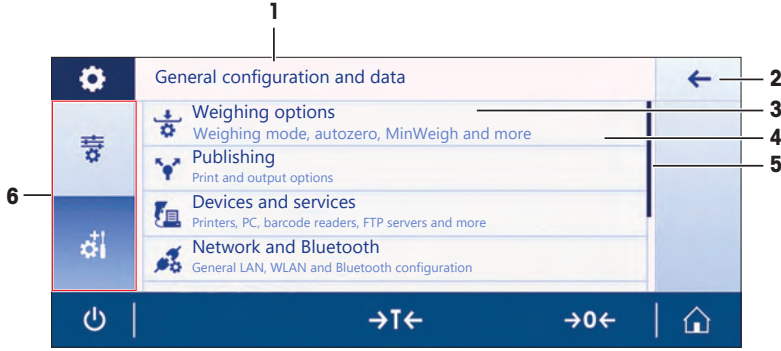 1
General configuration and data
2
Weighing options
3
Weighing mode, autozero, MinWeigh and more
4
Publishing
5
Print and output options
6
Devices and services
Printers, PC, barcode readers, FTP servers and more
Network and Bluetooth
General LAN, WLAN and Bluetooth configuration
→T←
→0←